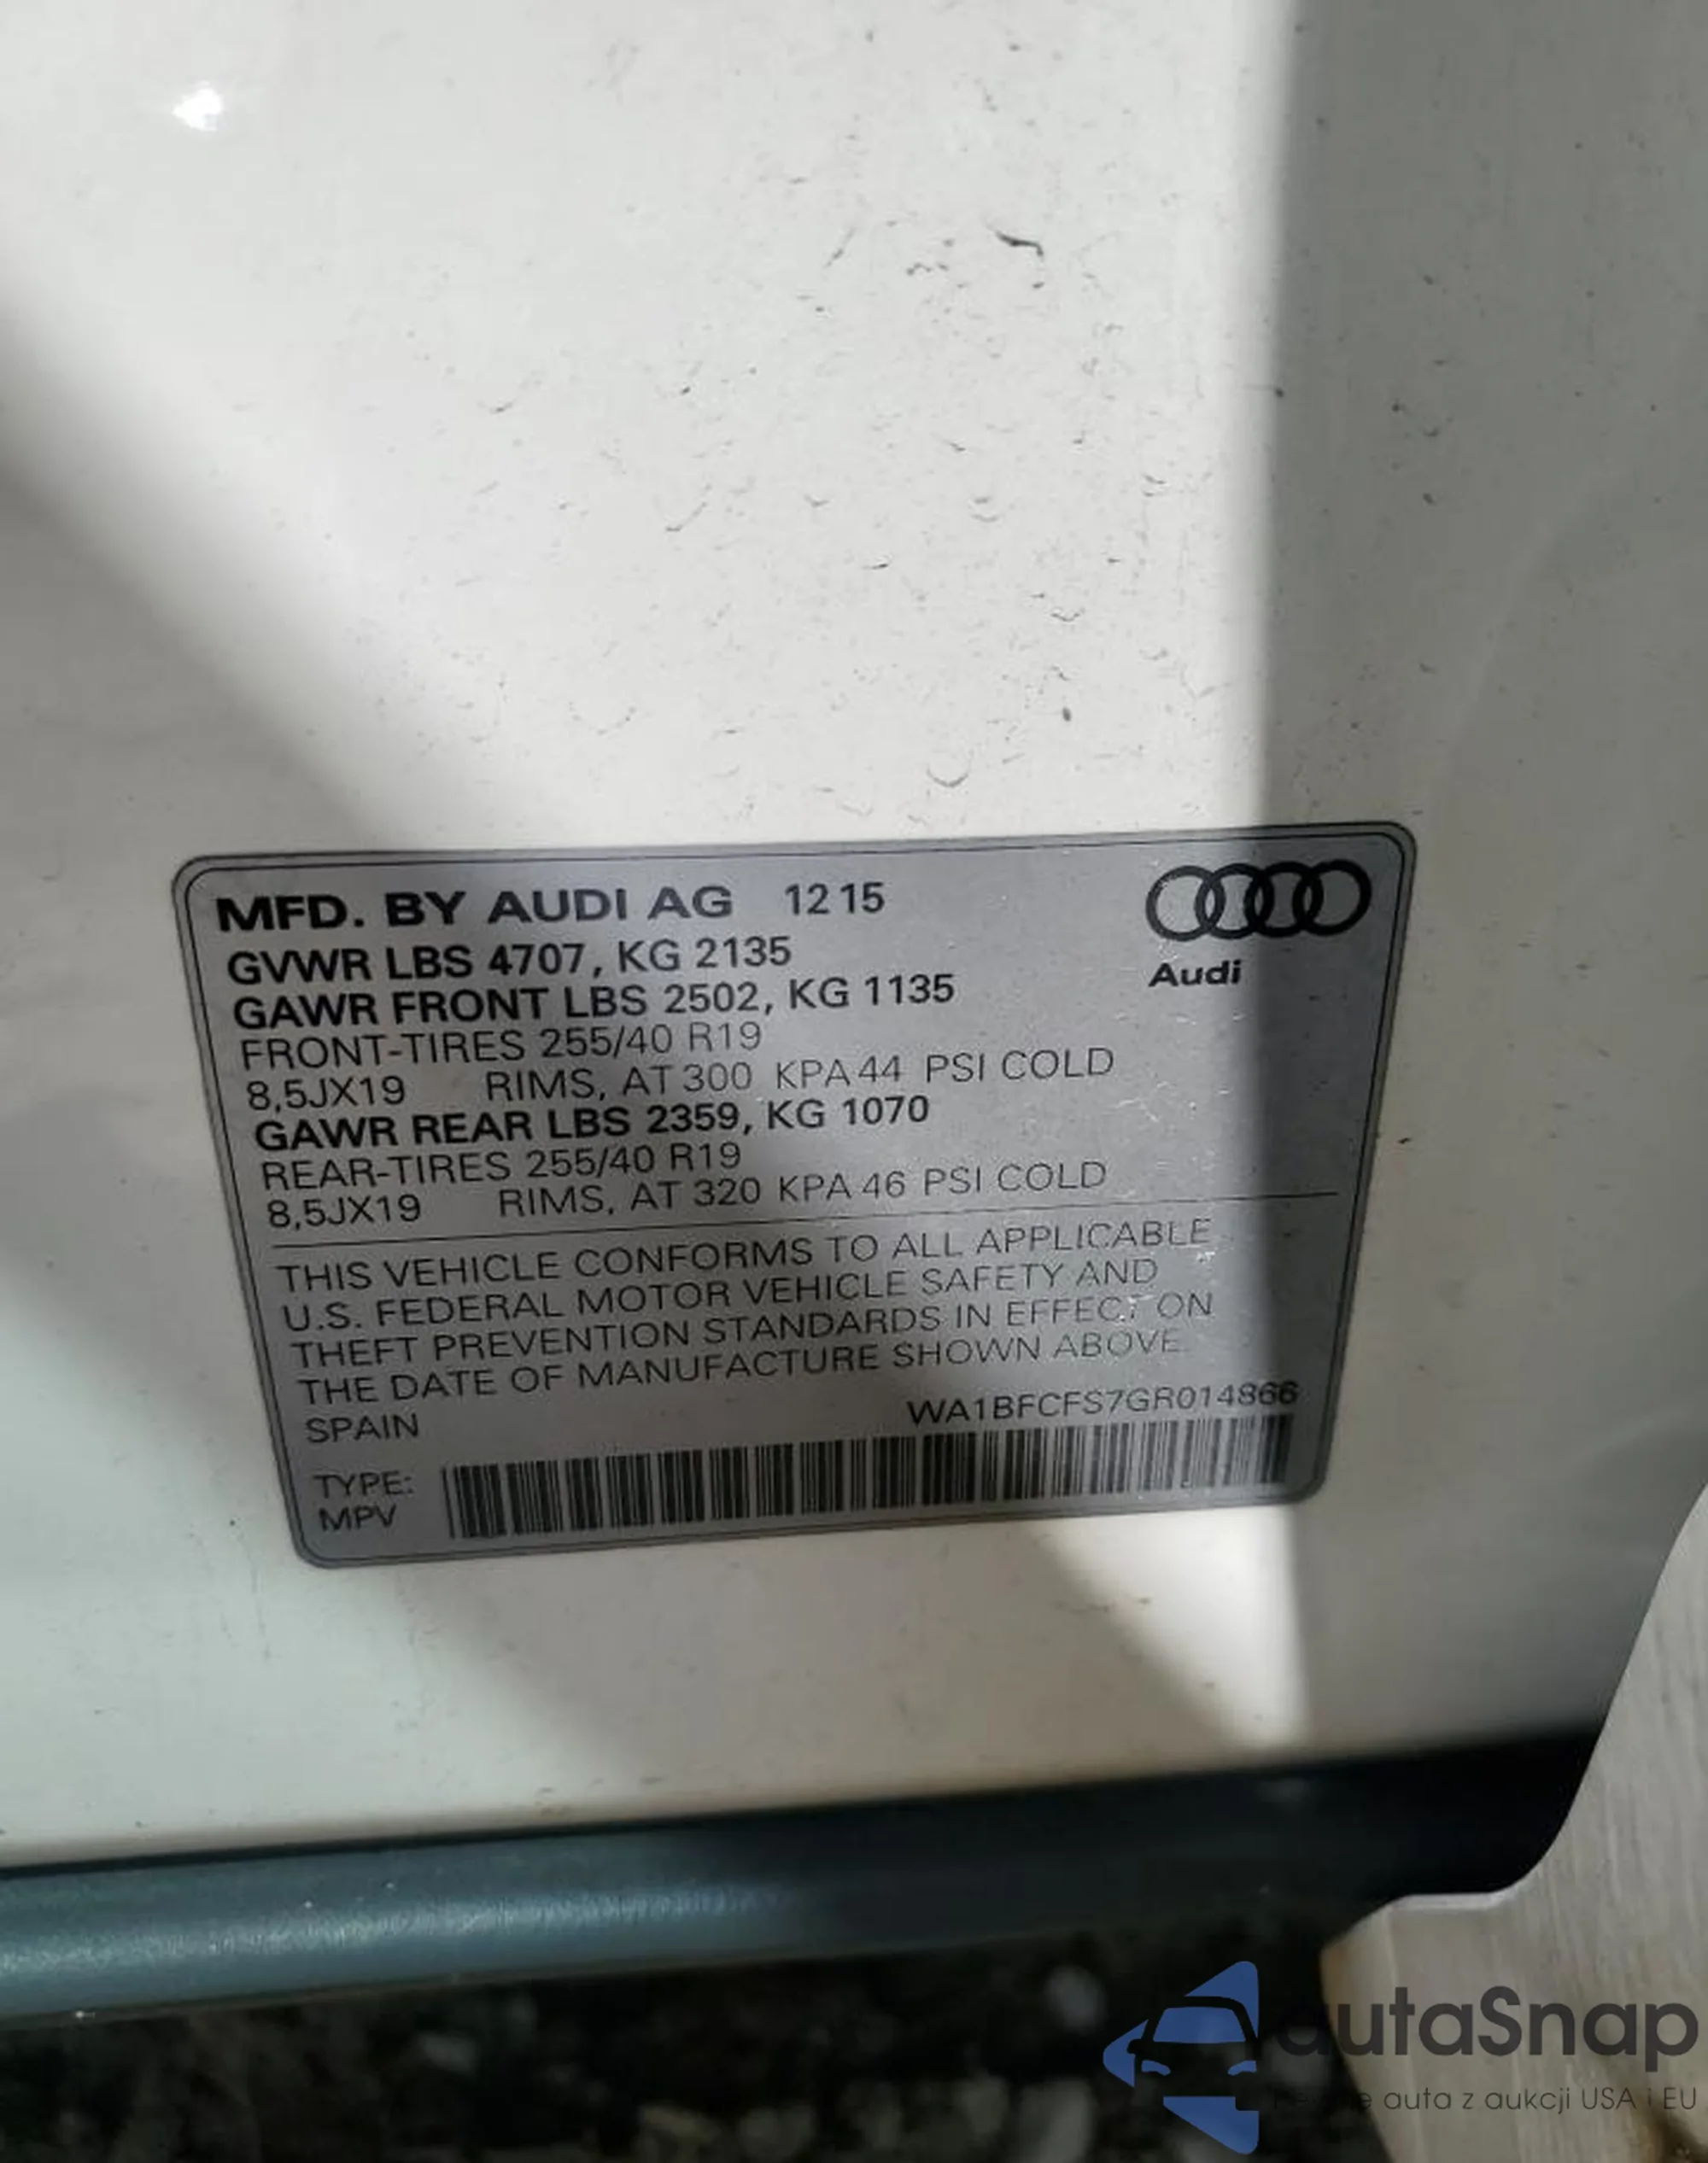 MFD. BY AUDI AG 12 15
GVWR LBS 4707, KG 2135
GAWR FRONT LBS 2502, KG 1135
FRONT-TIRES 255/40 R19
8,5JX19 RIMS, AT 300 KPA 44 PSI COLD
GAWR REAR LBS 2359, KG 1070
REAR-TIRES 255/40 R19
8,5JX19 RIMS, AT 320 KPA 46 PSI COLD
Audi
THIS VEHICLE CONFORMS TO ALL APPLICABLE
U.S. FEDERAL MOTOR VEHICLE SAFETY AND
THEFT PREVENTION STANDARDS IN EFFECT ON
THE DATE OF MANUFACTURE SHOWN ABOVE.
SPAIN WA1BFCFS7GR014866
TYPE:
MPV
autaSnap
auta z aukcji USA i EU